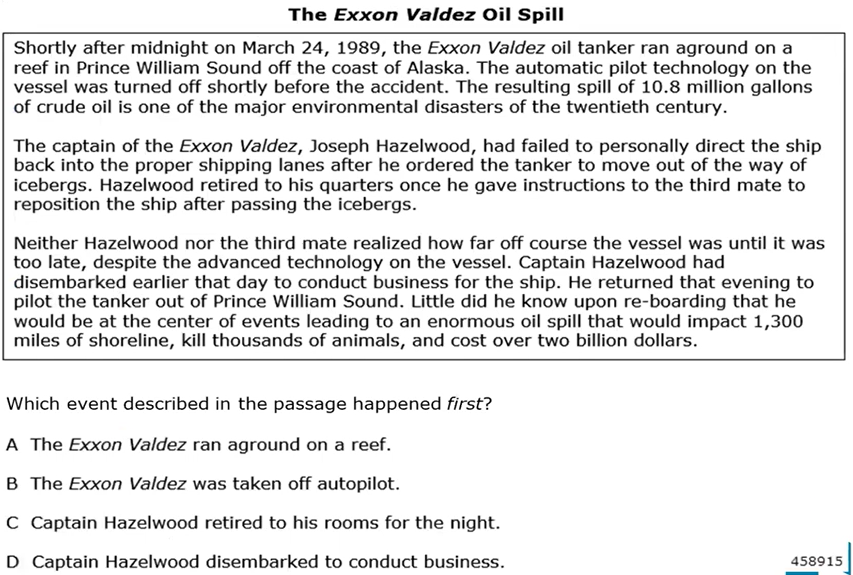 The Exxon Valdez Oil Spill
Shortly after midnight on March 24, 1989, the Exxon Valdez oil tanker ran aground on a
reef in Prince William Sound off the coast of Alaska. The automatic pilot technology on the
vessel was turned off shortly before the accident. The resulting spill of 10.8 million gallons
of crude oil is one of the major environmental disasters of the twentieth century.
The captain of the Exxon Valdez, Joseph Hazelwood, had failed to personally direct the ship
back into the proper shipping lanes after he ordered the tanker to move out of the way of
icebergs. Hazelwood retired to his quarters once he gave instructions to the third mate to
reposition the ship after passing the icebergs.
Neither Hazelwood nor the third mate realized how far off course the vessel was until it was
too late, despite the advanced technology on the vessel. Captain Hazelwood had
disembarked earlier that day to conduct business for the ship. He returned that evening to
pilot the tanker out of Prince William Sound. Little did he know upon re-boarding that he
would be at the center of events leading to an enormous oil spill that would impact 1,300
miles of shoreline, kill thousands of animals, and cost over two billion dollars.
Which event described in the passage happened first?
A The Exxon Valdez ran aground on a reef.
B The Exxon Valdez was taken off autopilot.
C Captain Hazelwood retired to his rooms for the night.
D Captain Hazelwood disembarked to conduct business.
458915